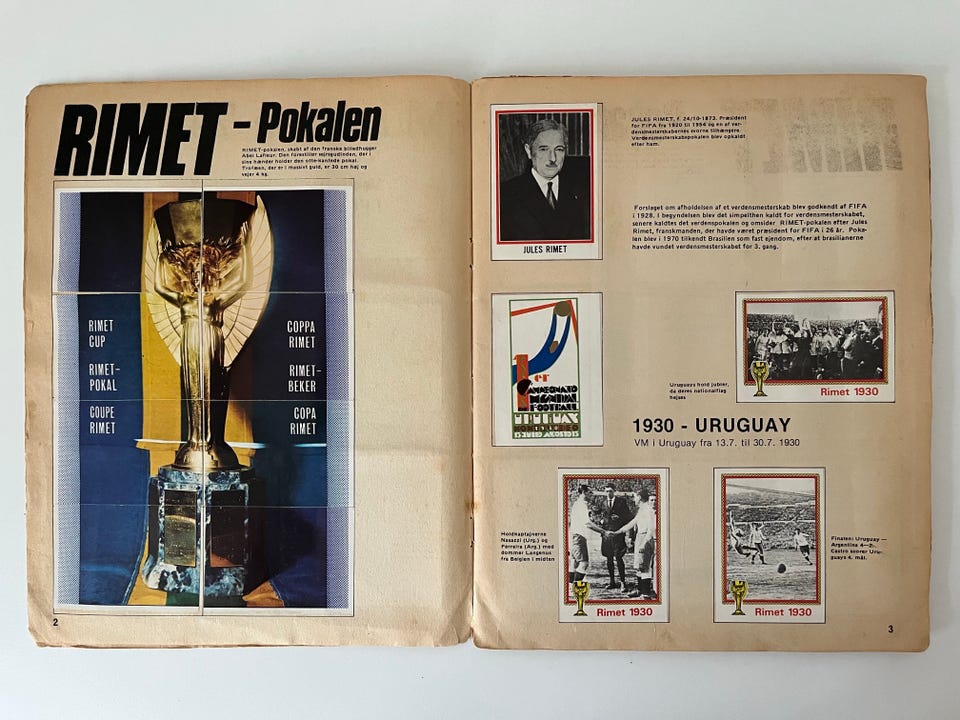 RIMET - Pokalen
RIMET-pokalen, skabt af den franske billedhugger
Abel Lafleur. Den forestiller sejrsgudinden, der i
sine hænder holder den otte-kantede pokal.
Trofæen, der er i massivt guld, er 30 cm høj og
vejer 4 kg.
RIMET
CUP
RIMET-
POKAL
COUPE
RIMET
COPPA
RIMET
RIMET-
BEKER
COPA
RIMET
2
JULES RIMET
JULES RIMET, f. 24/10-1873. Præsident
for FIFA fra 1920 til 1954 og en af ver-
densmesterskabernes ivorne tilhængere.
Verdensmesterskabspokalen blev opkaldt
efter ham.
Forslaget om afholdelsen af et verdensmesterskab blev godkendt af FIFA
i 1928. I begyndelsen blev det simpelthen kaldt for verdensmesterskabet,
senere kaldtes det verdenspokalen og omsider RIMET-pokalen efter Jules
Rimet, franskmanden, der havde været præsident for FIFA i 26 år. Poka-
len blev i 1970 tilkendt Brasilien som fast ejendom, efter at brasilianerne
havde vundet verdensmesterskabet for 3. gang.
1er
CAMPEONATO
MUNDIAL
DE FOOTBALL
URUGUAY
MONTEVIDEO
Uruguays hold jubler,
da deres nationalflag
hejses
Rimet 1930
1930 - URUGUAY
VM i Uruguay fra 13.7. til 30.7. 1930
Holdkaptajnerne
Nasazzi (Urg.) og
Ferreira (Arg.) med
dommer Langenus
fra Belgien i midten
Rimet 1930
Rimet 1930
Finalen: Uruguay —
Argentina 4—2.
Castro scorer Uru-
guays 4. mål.
3